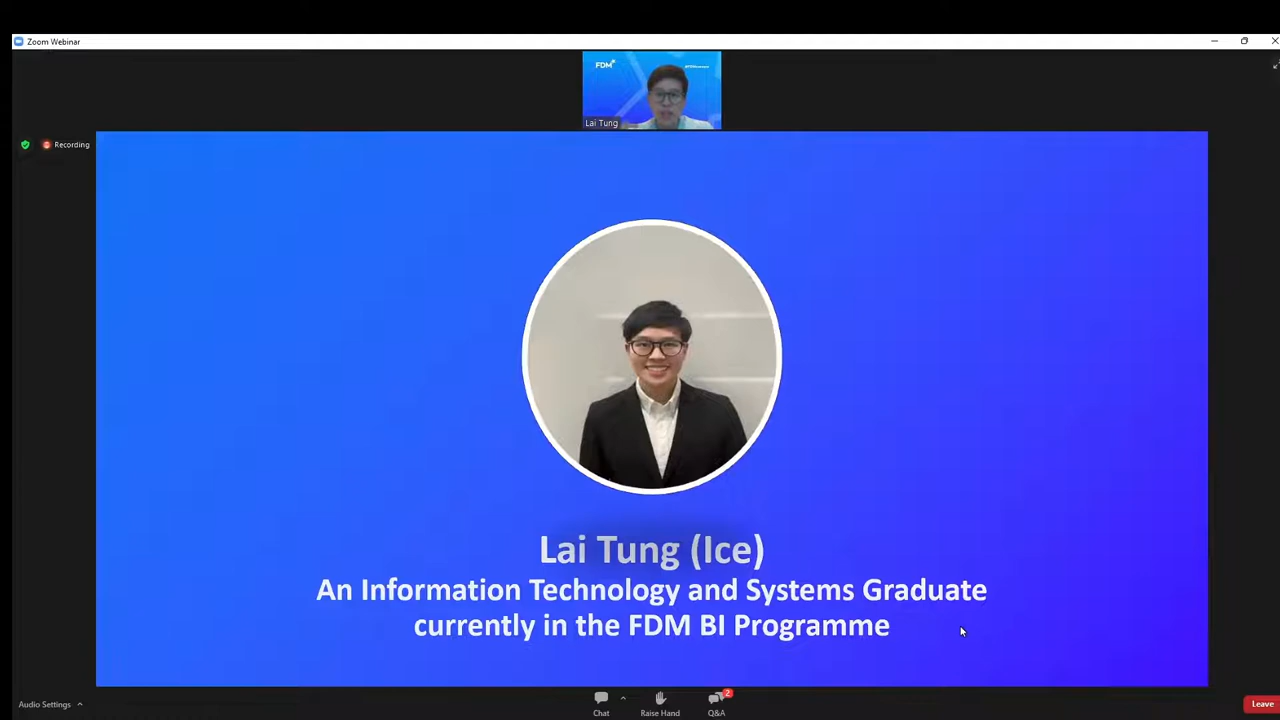 Zoom Webinar
FDM
Lai Tung
Recording
Lai Tung (Ice)
An Information Technology and Systems Graduate
currently in the FDM BI Programme
Audio Settings
Chat
Raise Hand
2
Q&A
Leave